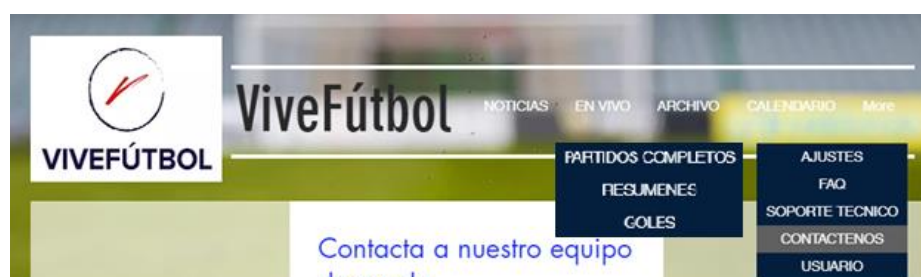 VIVEFÚTBOL
ViveFútbol
NOTICIAS EN VIVO ARCHIVO CALENDARIO More
PARTIDOS COMPLETOS
RESUMENES
GOLES
AJUSTES
FAQ
SOPORTE TECNICO
CONTACTENOS
USUARIO
Contacta a nuestro equipo